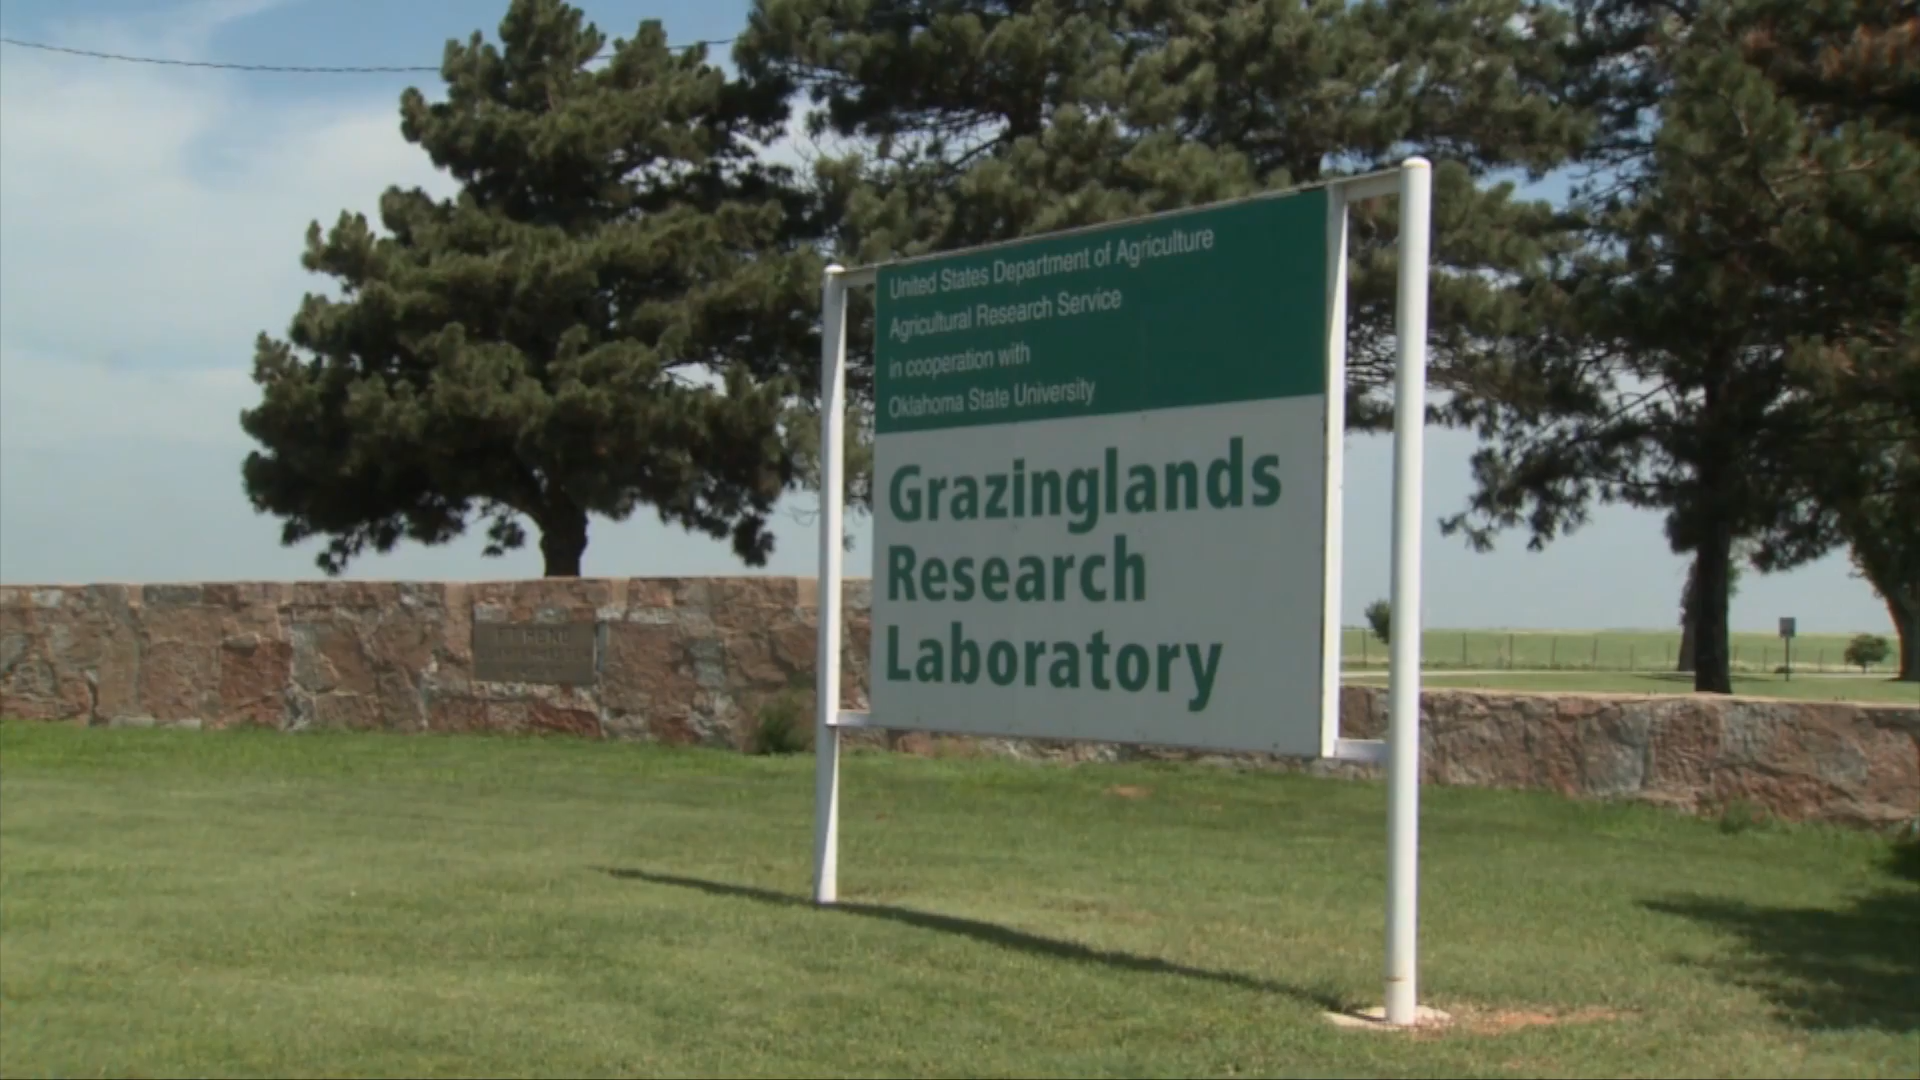 United States Department of Agriculture
Agricultural Research Service
in cooperation with
Oklahoma State University
Grazinglands
Research
Laboratory